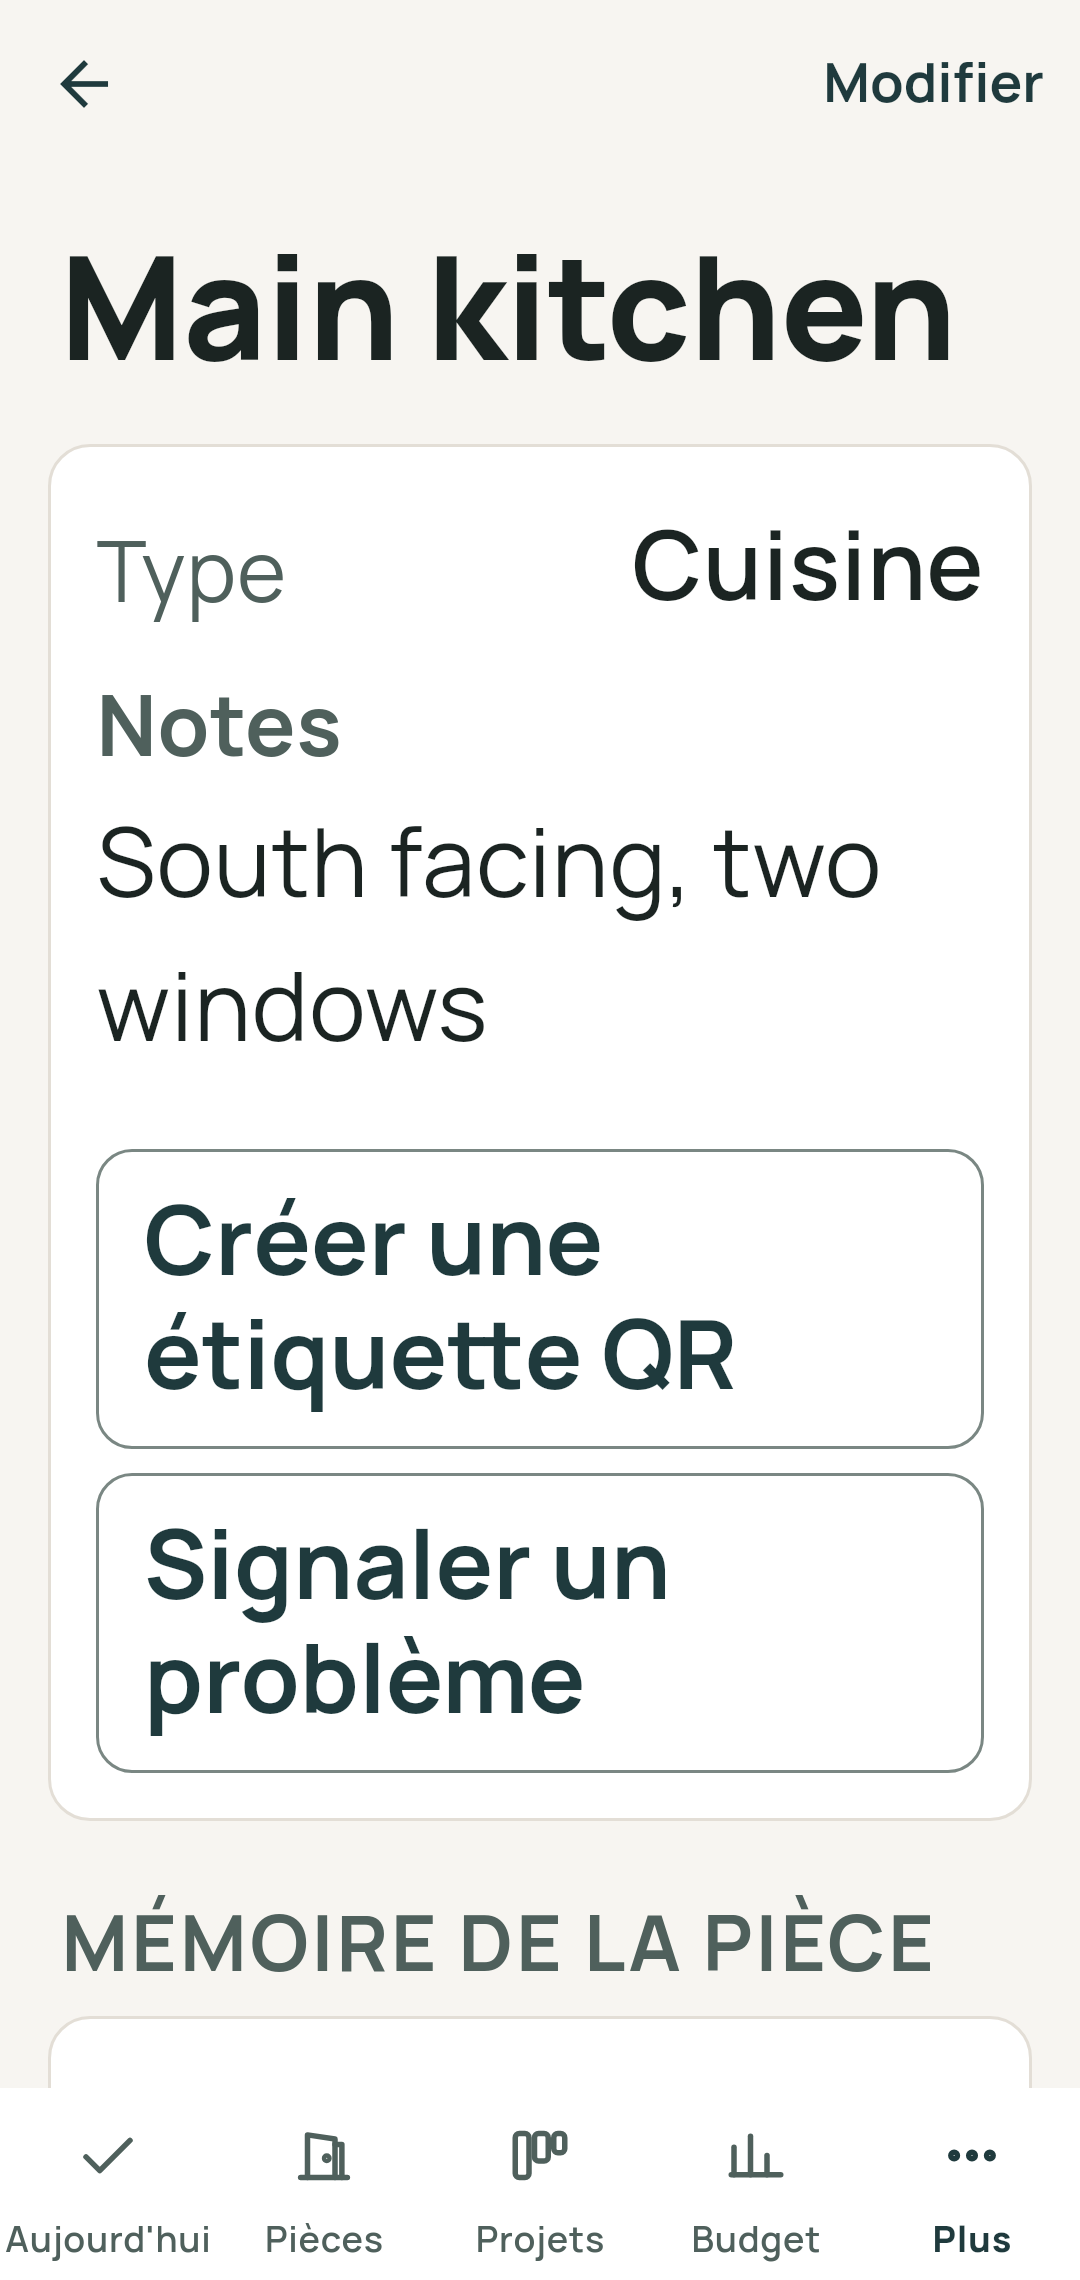 Modifier
Main kitchen
Type
Cuisine
Notes
South facing, two
windows
Créer une
étiquette QR
Signaler un
problème
MÉMOIRE DE LA PIÈCE
Aujourd'hui
Pièces
Projets
Budget
Plus